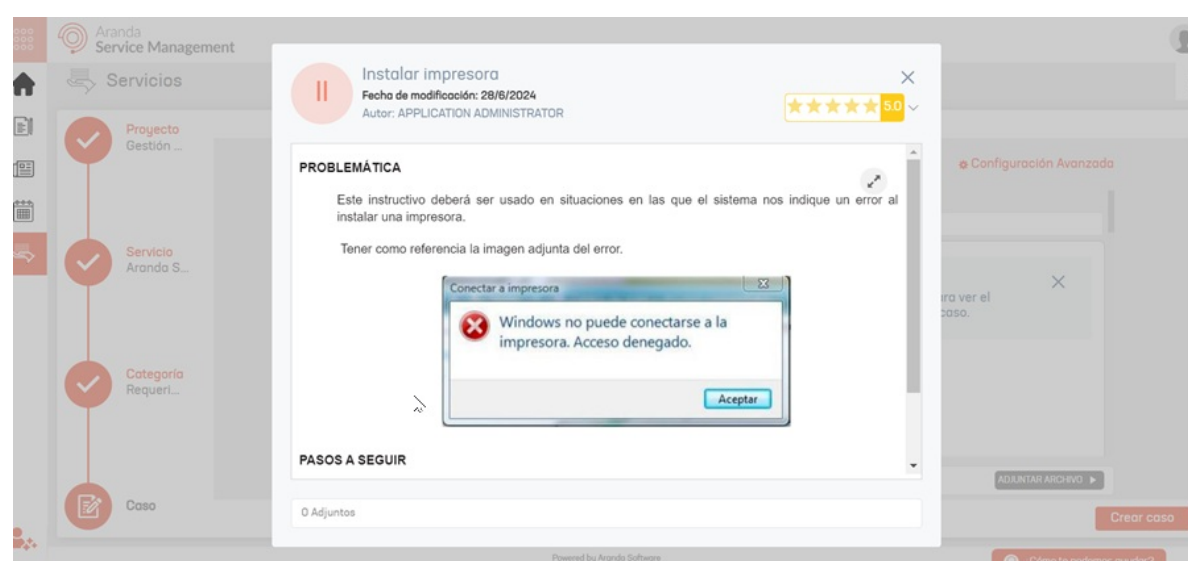 Aranda
Service Management
Servicios
Proyecto
Gestión ...
Servicio
Aranda S...
Categoría
Requeri...
Caso
Instalar impresora
Fecha de modificación: 28/6/2024
Autor: APPLICATION ADMINISTRATOR
5.0
PROBLEMÁTICA
Este instructivo deberá ser usado en situaciones en las que el sistema nos indique un error al
instalar una impresora.
Tener como referencia la imagen adjunta del error.
Conectar a impresora
Windows no puede conectarse a la
impresora. Acceso denegado.
Aceptar
PASOS A SEGUIR
0 Adjuntos
Configuración Avanzada
ver el
caso.
ADJUNTAR ARCHIVO
Crear caso
Powered by Aranda Software
Cómo te podemos ayudar?